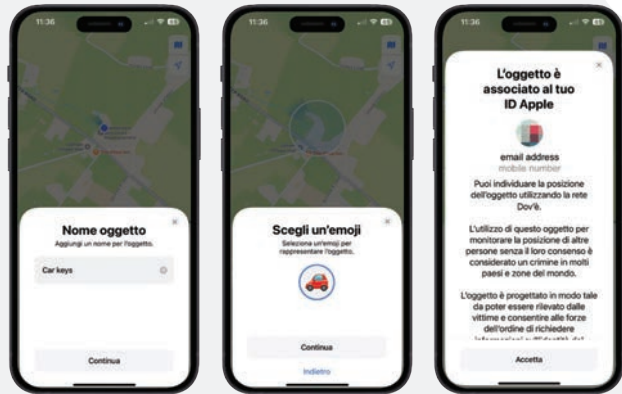 11:36
Nome oggetto
Aggiungi un nome per l'oggetto.
Car keys
Continua
11:36
Scegli un'emoji
Seleziona un'emoji per
rappresentare l'oggetto.
Continua
Indietro
11:36
L'oggetto è
associato al tuo
ID Apple
email address
mobile number
Puoi individuare la posizione
dell'oggetto utilizzando la rete
Dov'è.
L'utilizzo di questo oggetto per
monitorare la posizione di altre
persone senza il loro consenso è
considerato un crimine in molti
paesi e zone del mondo.
L'oggetto è progettato in modo tale
da poter essere rilevato dalle
vittime e consentire alle forze
dell'ordine di richiedere
Accetta